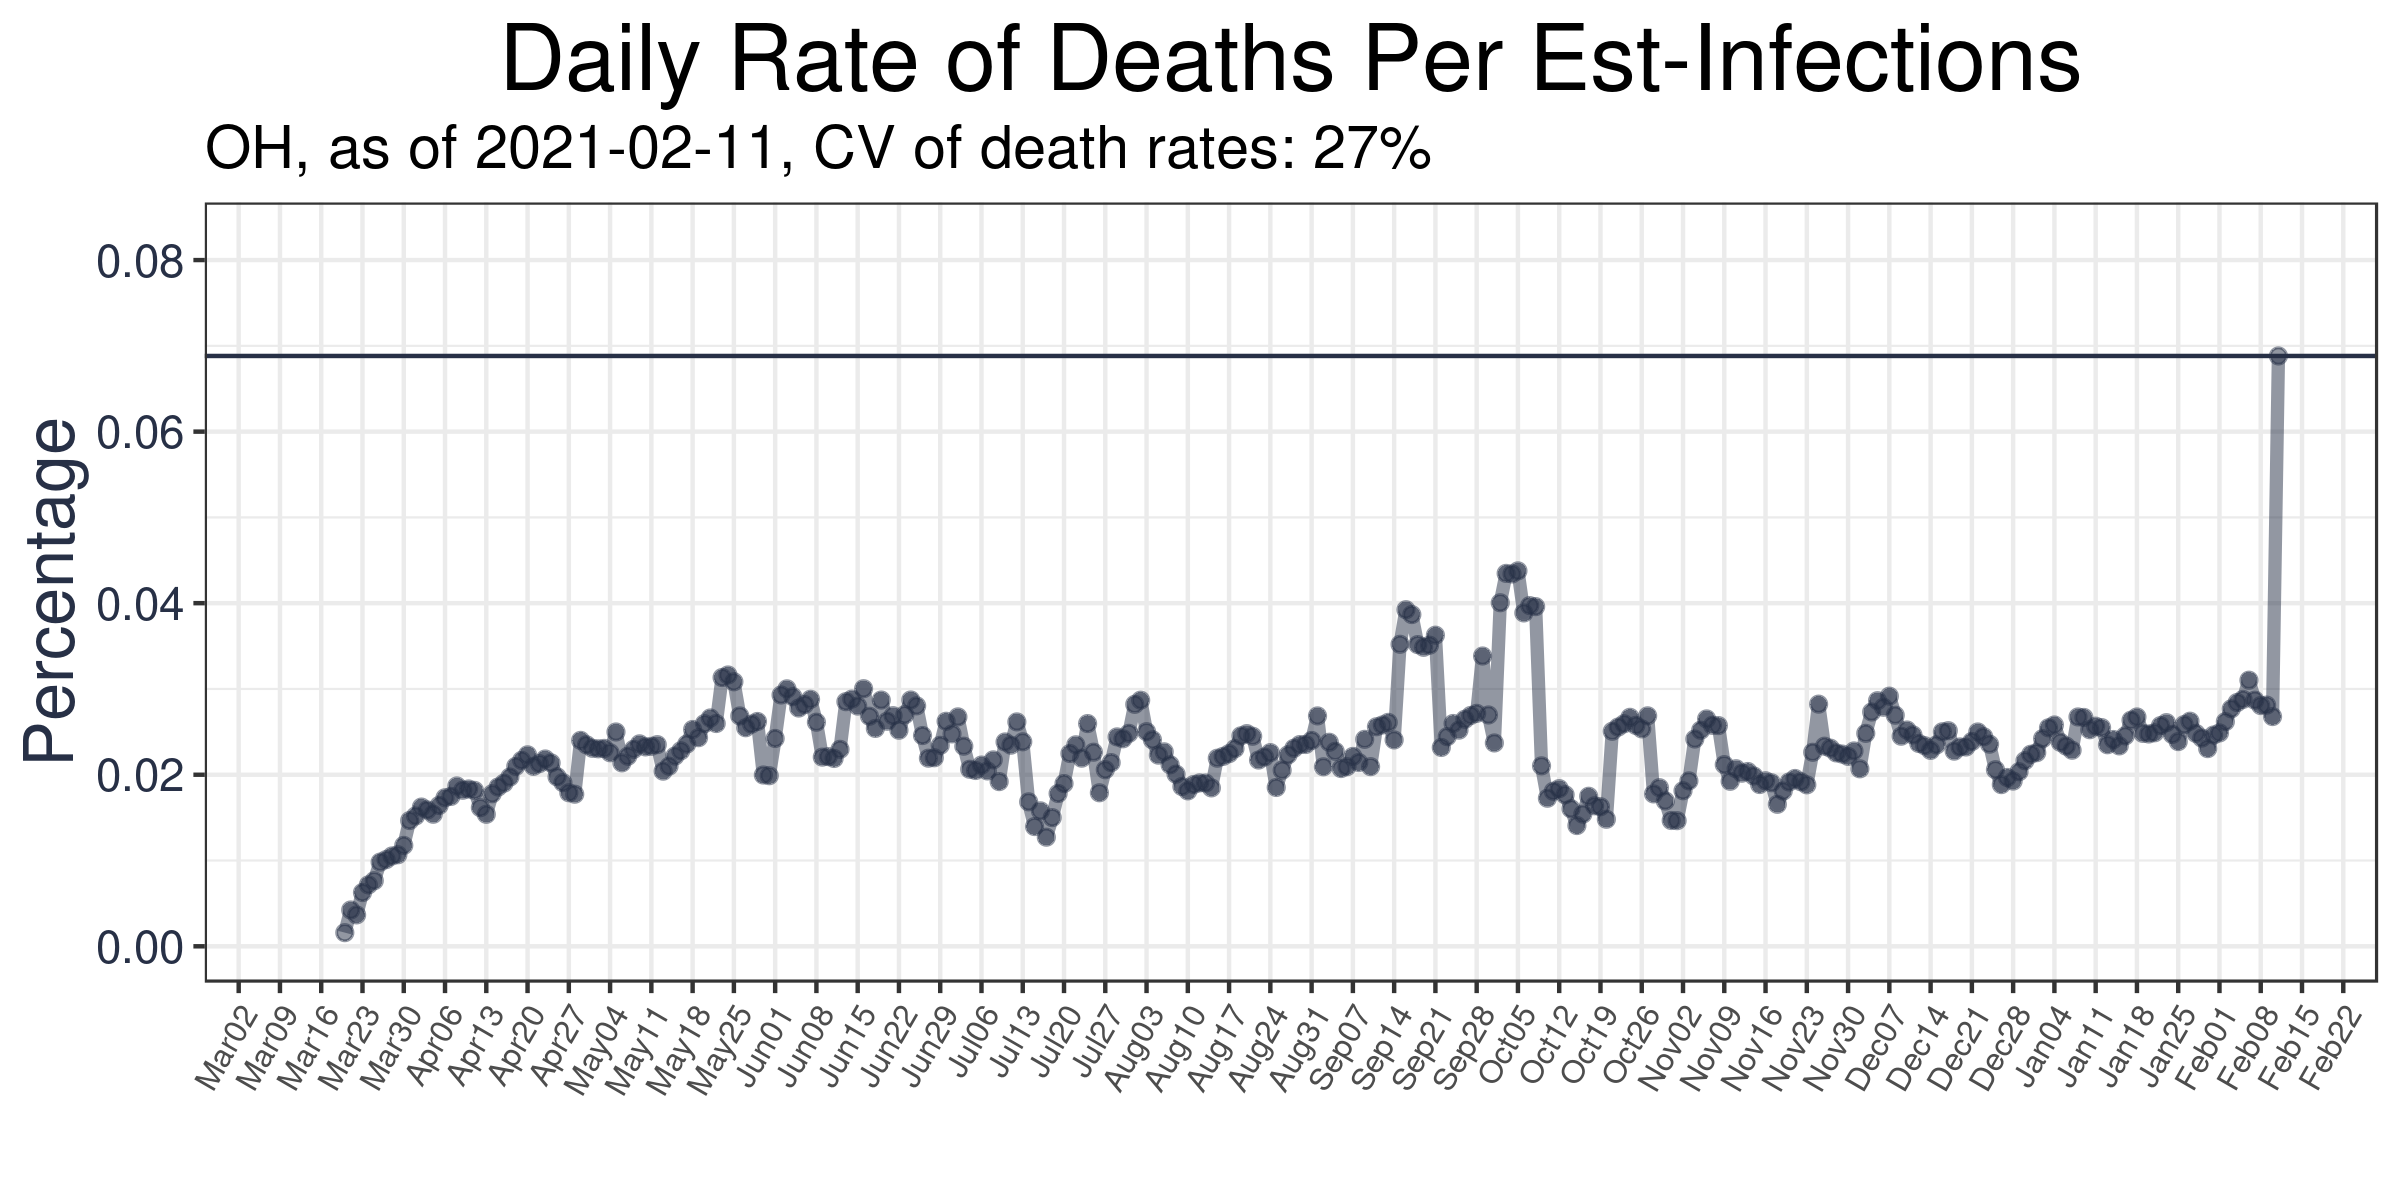 Daily Rate of Deaths Per Est-Infections
OH, as of 2021-02-11, CV of death rates: 27%
Percentage
0.08
0.06
0.04
0.02
0.00
Mar02
Mar09
Mar16
Mar23
Mar30
Apr06
Apr13
Apr20
Apr27
May04
May11
May18
May25
Jun01
Jun08
Jun15
Jun22
Jun29
Jul06
Jul13
Jul20
Jul27
Aug03
Aug10
Aug17
Aug24
Aug31
Sep07
Sep14
Sep21
Sep28
Oct05
Oct12
Oct19
Oct26
Nov02
Nov09
Nov16
Nov23
Nov30
Dec07
Dec14
Dec21
Dec28
Jan04
Jan11
Jan18
Jan25
Feb01
Feb08
Feb15
Feb22